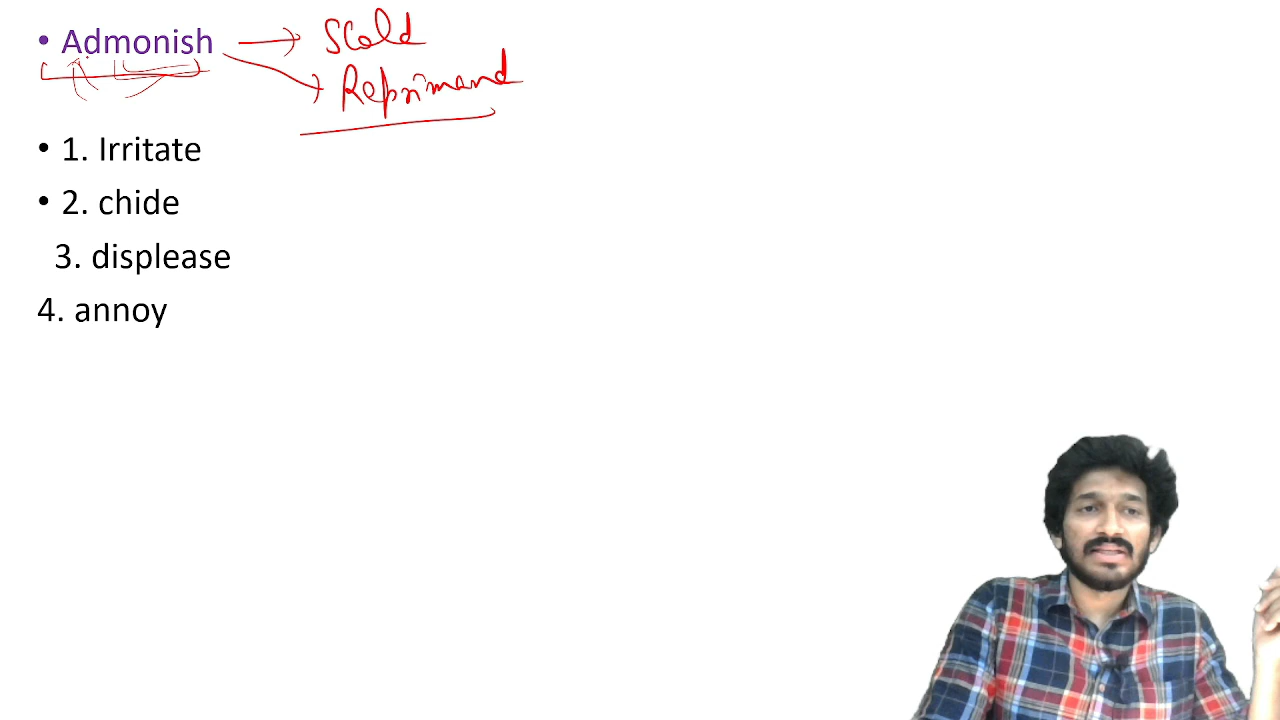 • Admonish → Scold
→ Reprimand
• 1. Irritate
• 2. chide
3. displease
4. annoy